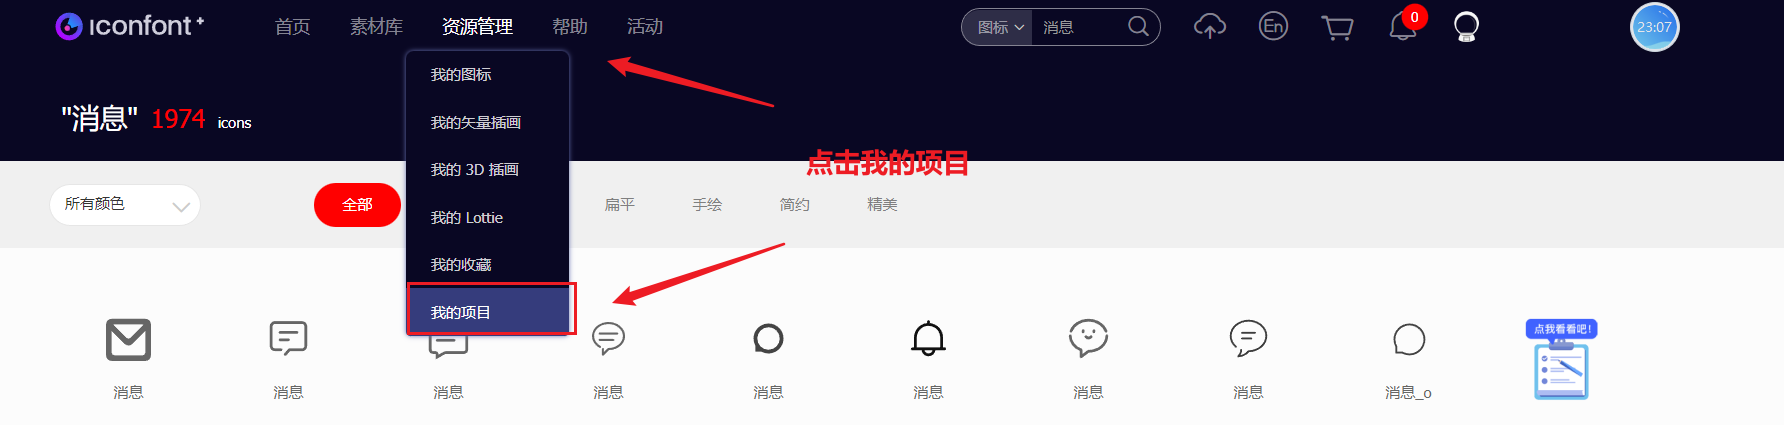 iconfont+
首页
素材库
资源管理
帮助
活动
图标
消息
En
0
23:07
我的图标
我的矢量插画
我的 3D 插画
我的 Lottie
我的收藏
我的项目
"消息" 1974 icons
点击我的项目
所有颜色
全部
扁平
手绘
简约
精美
点我看看吧!
消息
消息
消息
消息
消息
消息
消息
消息
消息_o